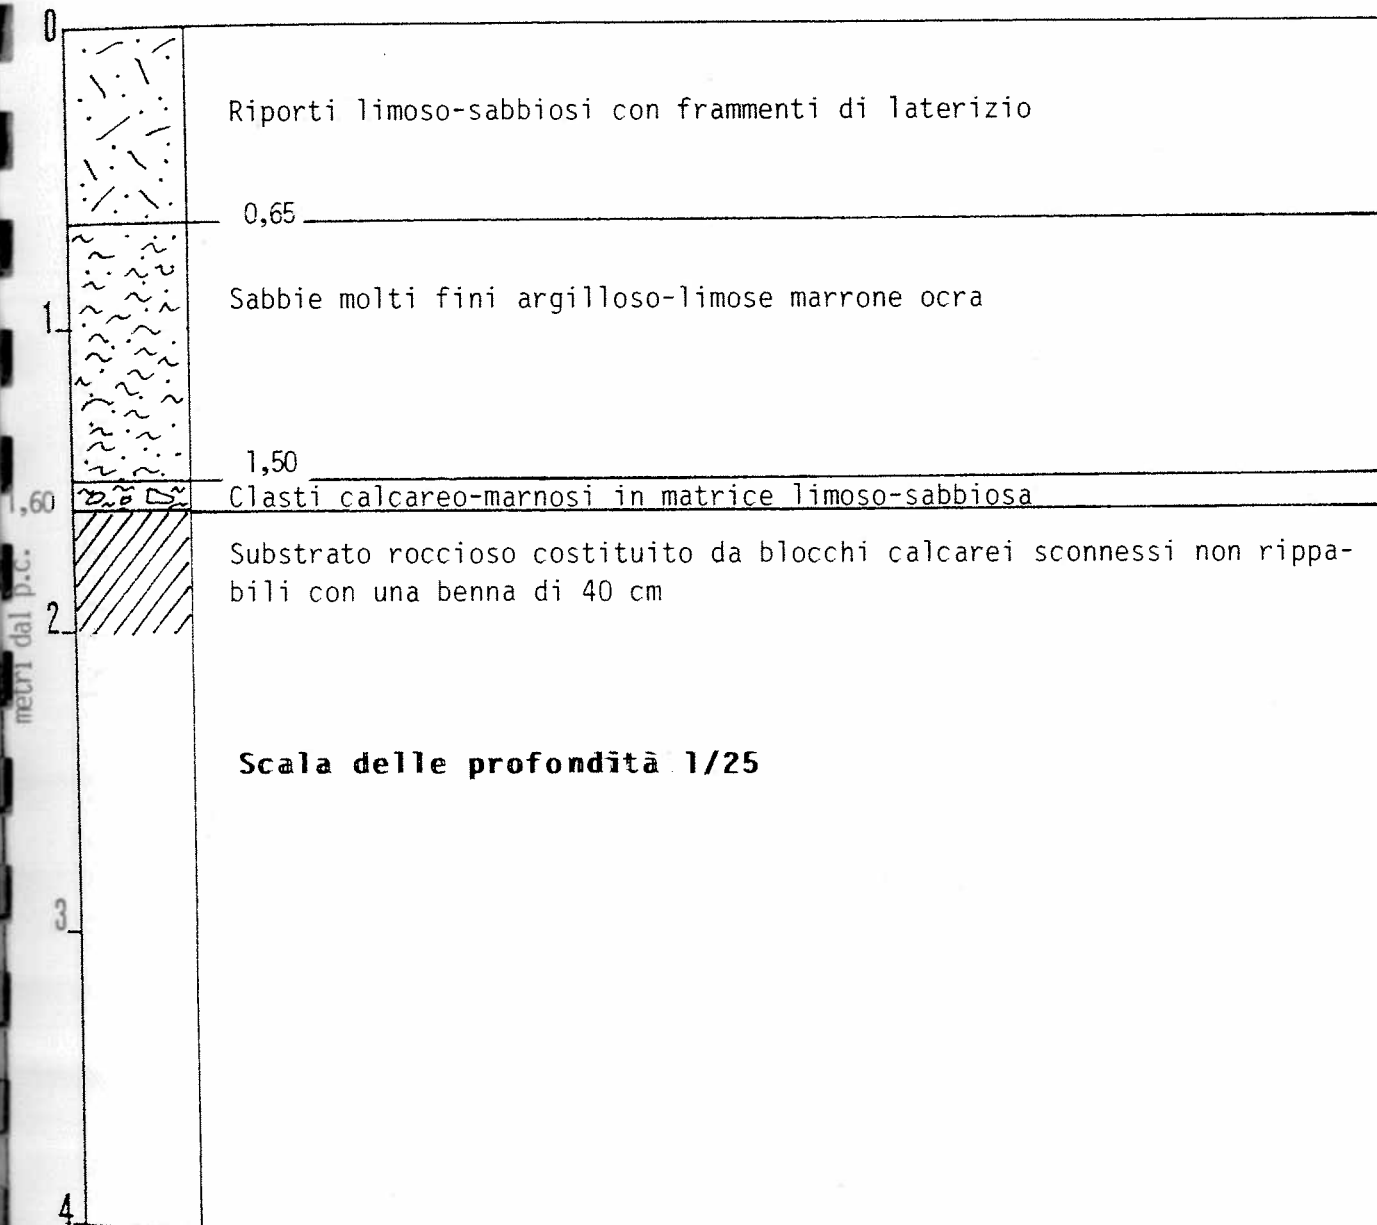 0
Riporti limoso-sabbiosi con frammenti di laterizio
0,65
Sabbie molti fini argilloso-limose marrone ocra
1
1,50
Clasti calcareo-marnosi in matrice limoso-sabbiosa
1,60
Substrato roccioso costituito da blocchi calcarei sconnessi non rippa-
bili con una benna di 40 cm
2
metri dal p.c.
Scala delle profondità 1/25
3
4